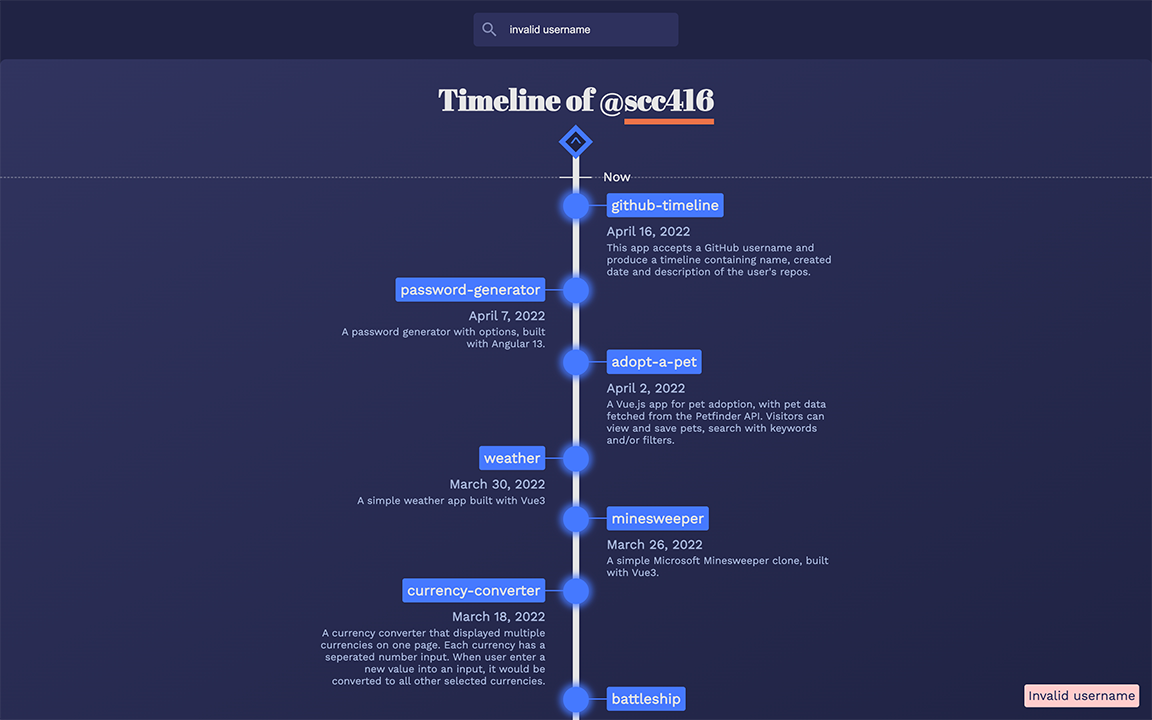 invalid username
Timeline of @scc416
Now
github-timeline
April 16, 2022
This app accepts a GitHub username and
produce a timeline containing name, created
date and description of the user's repos.
password-generator
April 7, 2022
A password generator with options, built
with Angular 13.
adopt-a-pet
April 2, 2022
A Vue.js app for pet adoption, with pet data
fetched from the Petfinder API. Visitors can
view and save pets, search with keywords
and/or filters.
weather
March 30, 2022
A simple weather app built with Vue3
minesweeper
March 26, 2022
A simple Microsoft Minesweeper clone, built
with Vue3.
currency-converter
March 18, 2022
A currency converter that displayed multiple
currencies on one page. Each currency has a
seperated number input. When user enter a
new value into an input, it would be
converted to all other selected currencies.
battleship
Invalid username